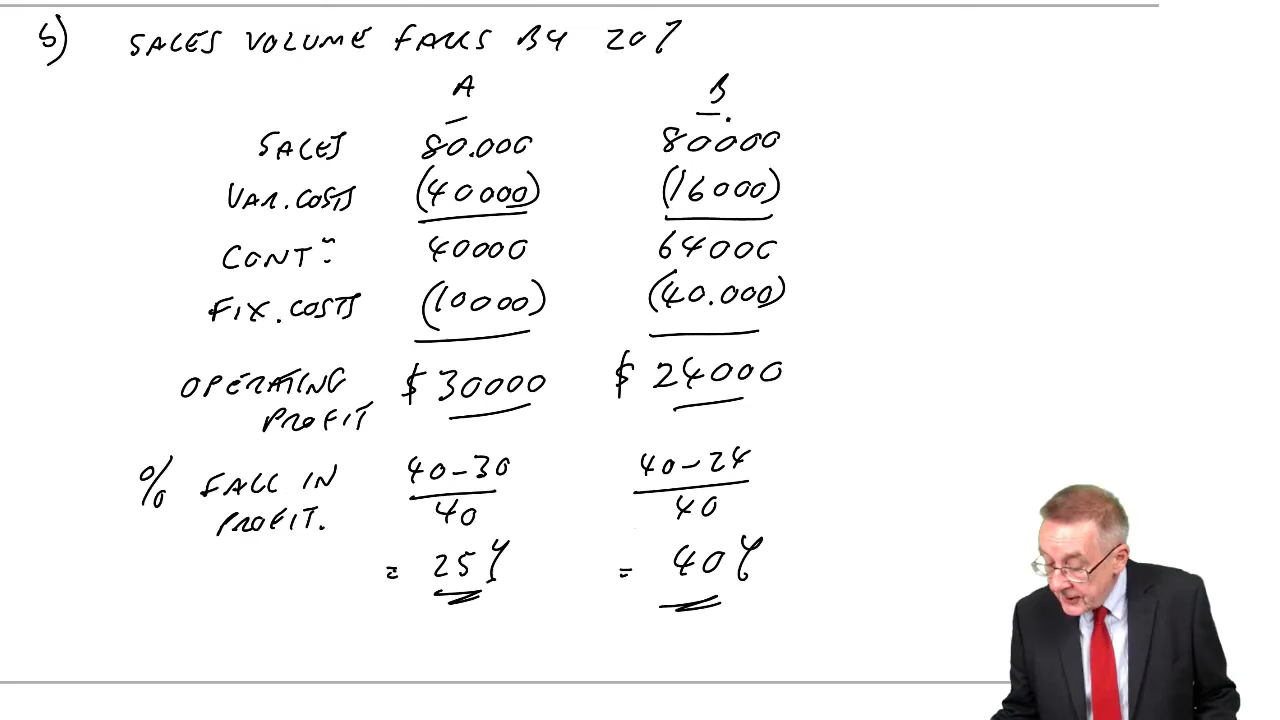 b) SALES VOLUME FALLS BY 20%
A B
SALES 80.000 80000
VAR.COSTS (40000) (16000)
CONTⁿ 40000 64000
FIX.COSTS (10000) (40.000)
OPERATING PROFIT $30000 $24000
% FALL IN PROFIT. 40-30 40-24
40 40
= 25% = 40%